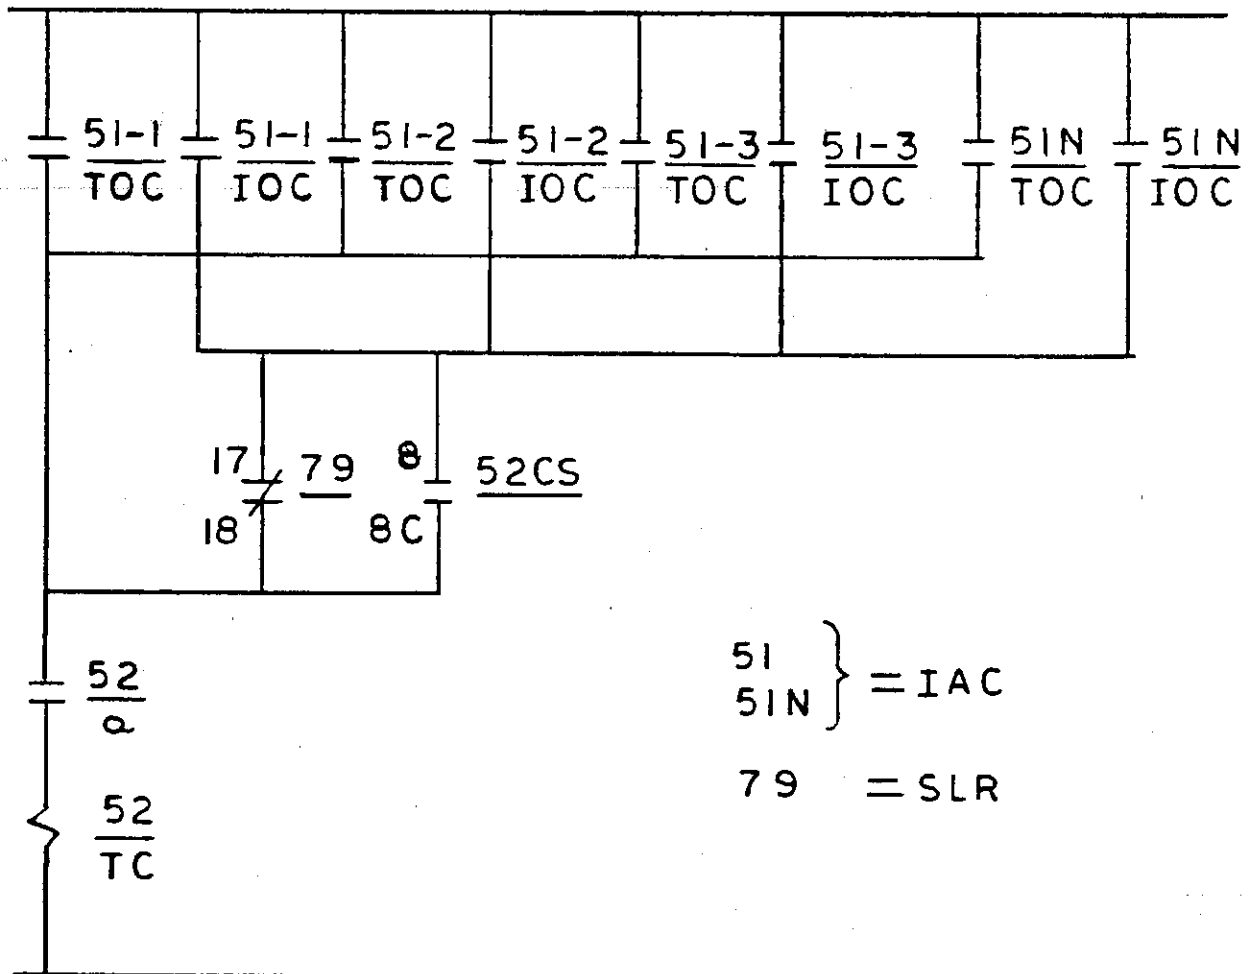 51-1
TOC
51-1
IOC
51-2
TOC
51-2
IOC
51-3
TOC
51-3
IOC
51N
TOC
51N
IOC
17
18
79
8
8C
52CS
52
a
52
TC
51
51N
= IAC
79 = SLR